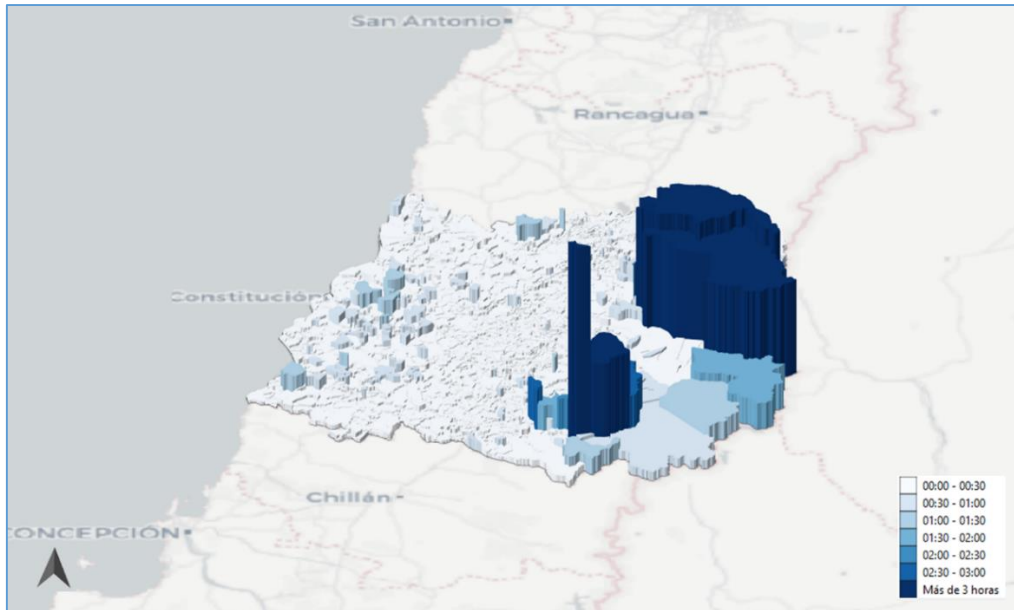 San Antonio
Rancagua
Constitución
Chillán
CONCEPCIÓN
00:00 - 00:30
00:30 - 01:00
01:00 - 01:30
01:30 - 02:00
02:00 - 02:30
02:30 - 03:00
Más de 3 horas